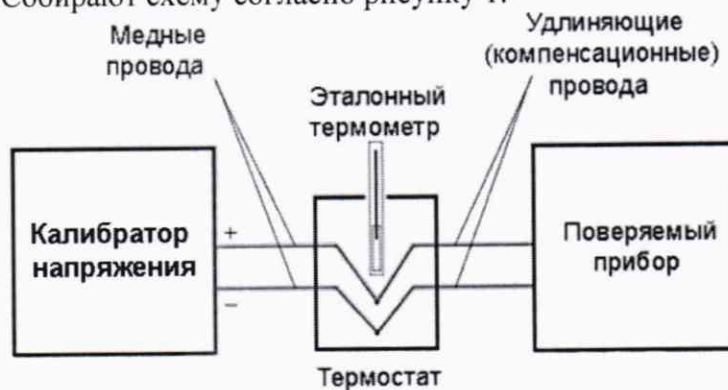 Собирают схему согласно рисунку 1.
Медные
провода
Эталонный
термометр
Удлиняющие
(компенсационные)
провода
Калибратор
напряжения
+
−
Поверяемый
прибор
Термостат